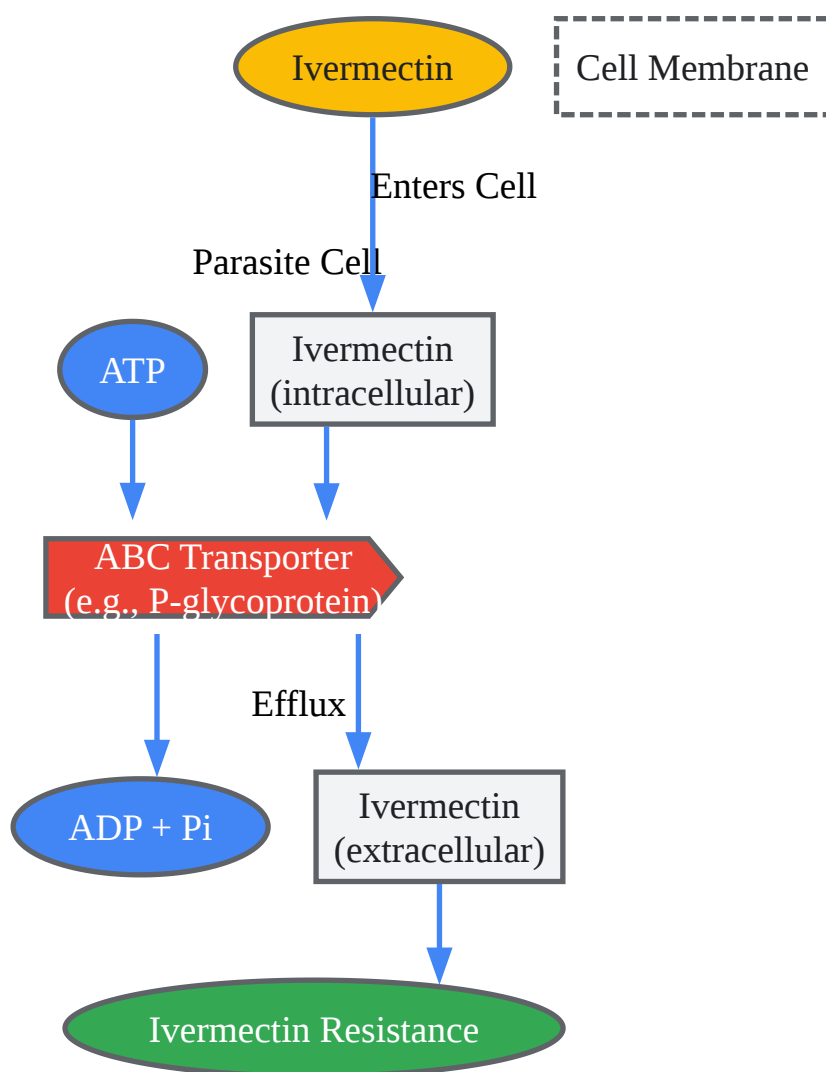 Ivermectin
Cell Membrane
Enters Cell
Parasite Cell
Ivermectin
(intracellular)
ATP
ABC Transporter
(e.g., P-glycoprotein)
Efflux
ADP + Pi
Ivermectin
(extracellular)
Ivermectin Resistance